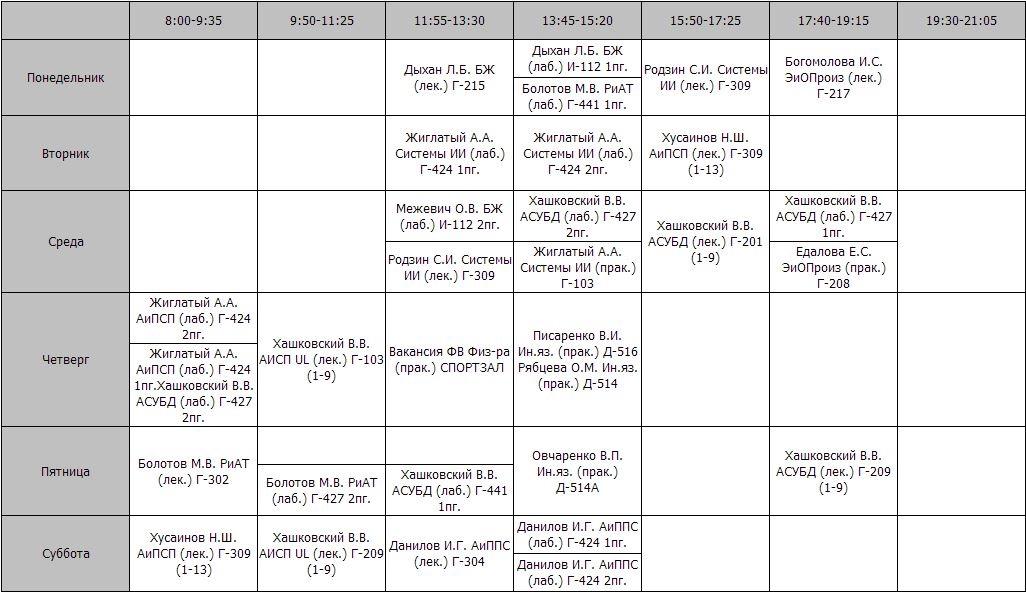 8:00-9:35
9:50-11:25
11:55-13:30
13:45-15:20
15:50-17:25
17:40-19:15
19:30-21:05
Понедельник
Дыхан Л.Б. БЖ
(лек.) Г-215
Дыхан Л.Б. БЖ
(лаб.) И-112 1пг.
Болотов М.В. РиАТ
(лаб.) Г-441 1пг.
Родзин С.И. Системы
ИИ (лек.) Г-309
Богомолова И.С.
ЭиОПроиз (лек.)
Г-217
Вторник
Жиглатый А.А.
Системы ИИ (лаб.)
Г-424 1пг.
Жиглатый А.А.
Системы ИИ (лаб.)
Г-424 2пг.
Хусаинов Н.Ш.
АиПСП (лек.) Г-309
(1-13)
Среда
Межевич О.В. БЖ
(лаб.) И-112 2пг.
Родзин С.И. Системы
ИИ (лек.) Г-309
Хашковский В.В.
АСУБД (лаб.) Г-427
2пг.
Жиглатый А.А.
Системы ИИ (прак.)
Г-103
Хашковский В.В.
АСУБД (лек.) Г-201
(1-9)
Хашковский В.В.
АСУБД (лаб.) Г-427
1пг.
Едалова Е.С.
ЭиОПроиз (прак.)
Г-208
Четверг
Жиглатый А.А.
АиПСП (лаб.) Г-424
2пг.
Жиглатый А.А.
АиПСП (лаб.) Г-424
1пг.Хашковский В.В.
АСУБД (лаб.) Г-427
2пг.
Хашковский В.В.
АИСП UL (лек.) Г-103
(1-9)
Вакансия ФВ Физ-ра
(прак.) СПОРТЗАЛ
Писаренко В.И.
Ин.яз. (прак.) Д-516
Рябцева О.М. Ин.яз.
(прак.) Д-514
Пятница
Болотов М.В. РиАТ
(лек.) Г-302
Болотов М.В. РиАТ
(лаб.) Г-427 2пг.
Хашковский В.В.
АСУБД (лаб.) Г-441
1пг.
Овчаренко В.П.
Ин.яз. (прак.)
Д-514А
Хашковский В.В.
АСУБД (лек.) Г-209
(1-9)
Суббота
Хусаинов Н.Ш.
АиПСП (лек.) Г-309
(1-13)
Хашковский В.В.
АИСП UL (лек.) Г-209
(1-9)
Данилов И.Г. АиППС
(лек.) Г-304
Данилов И.Г. АиППС
(лаб.) Г-424 1пг.
Данилов И.Г. АиППС
(лаб.) Г-424 2пг.